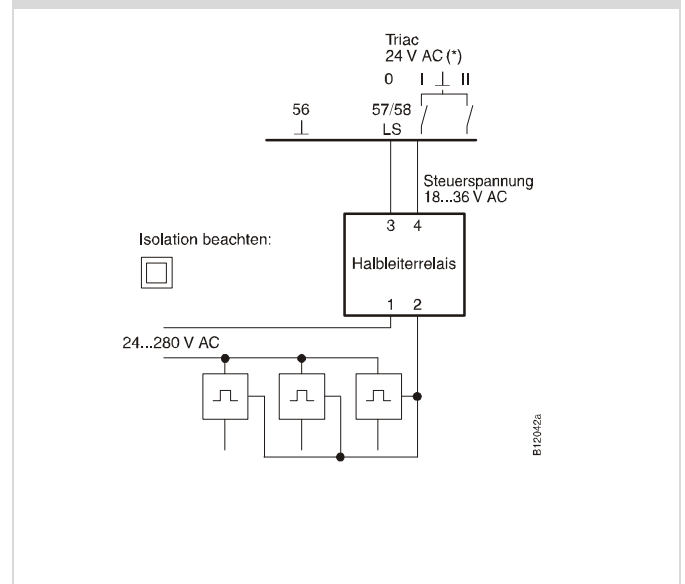 Triac
24 V AC (*)
0 I ⊥ II
56 57/58
⊥ LS
Steuerspannung
18...36 V AC
3 4
Isolation beachten:
Halbleiterrelais
1 2
24...280 V AC
B12042a